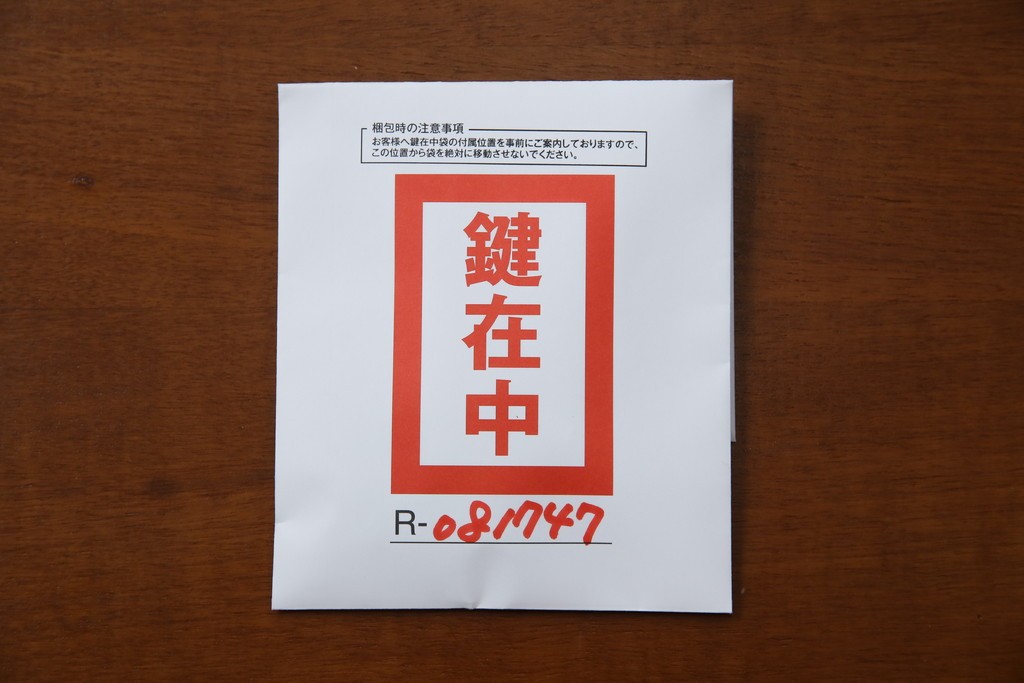 梱包時の注意事項
お客様へ鍵在中袋の付属位置を事前にご案内しておりますので、
この位置から袋を絶対に移動させないでください。
鍵在中
R-081747